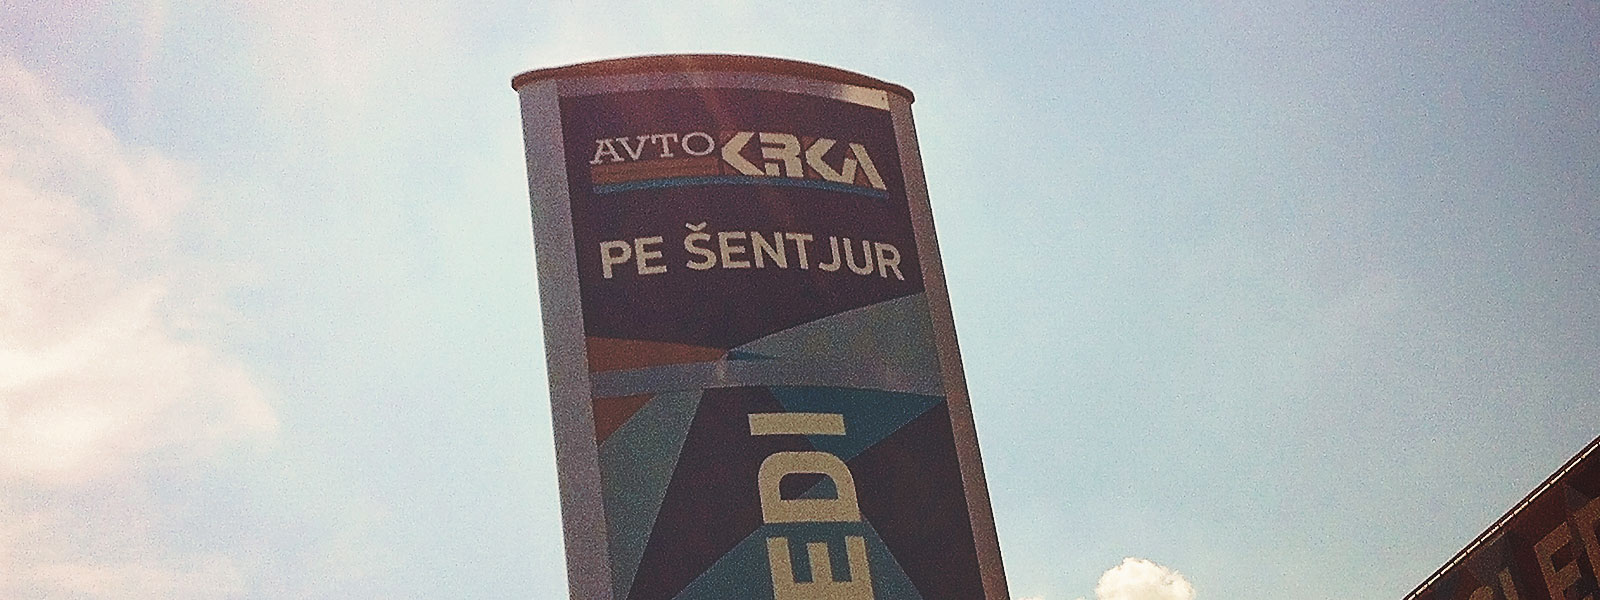 AVTO KRKA
PE ŠENTJUR
EDI